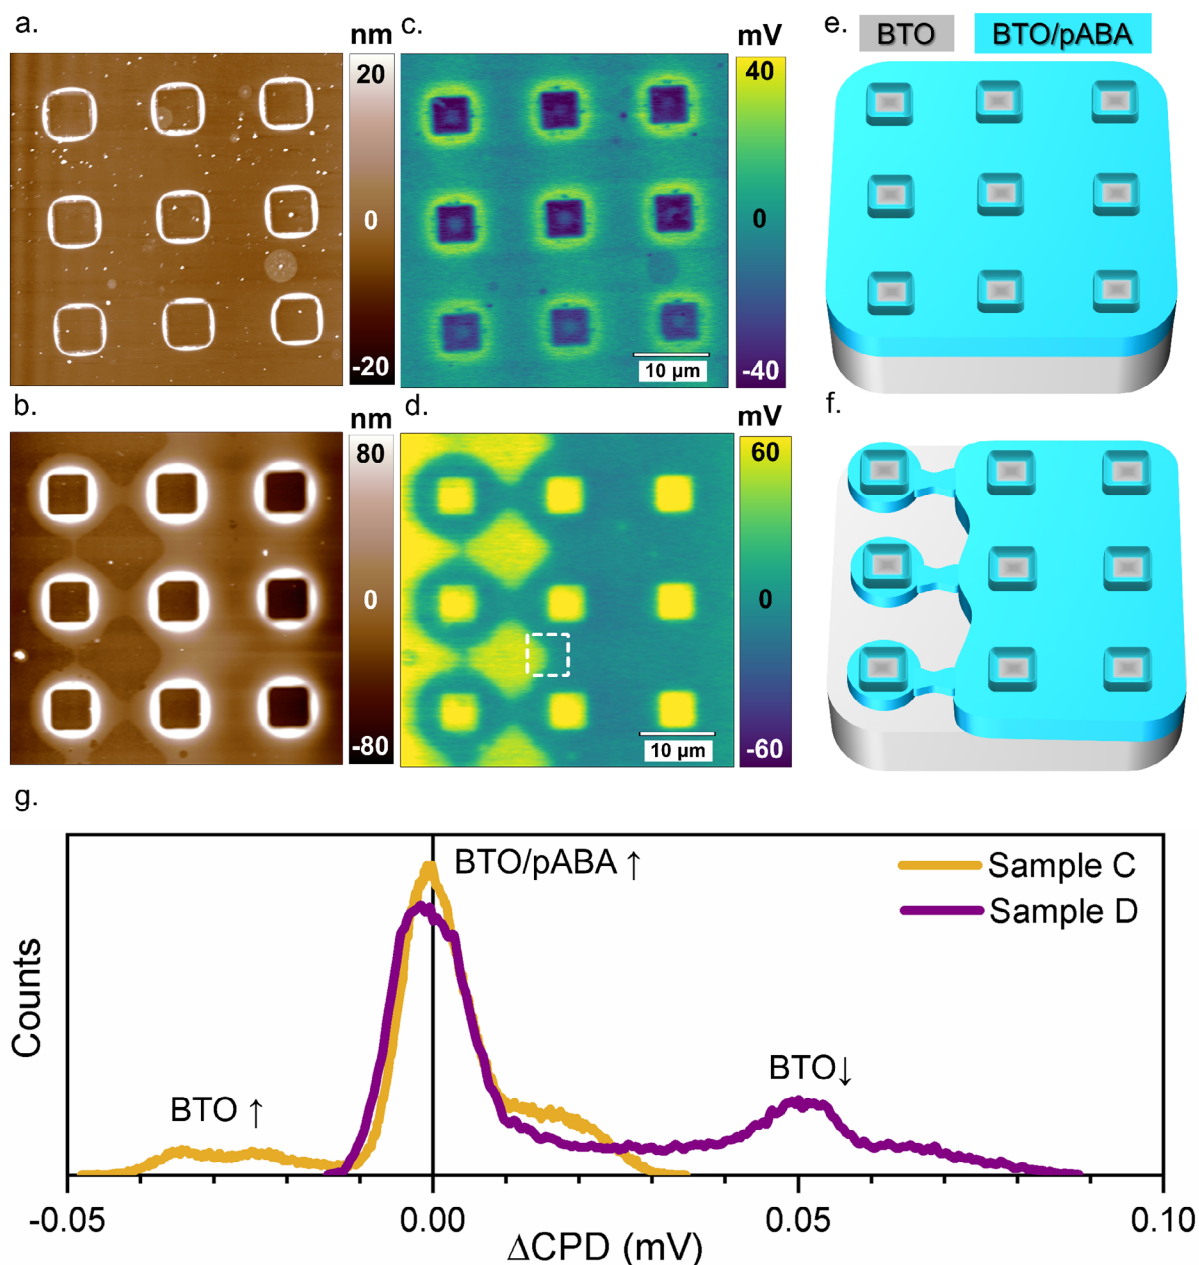 a.
nm
20
0
-20
c.
mV
40
0
-40
10 µm
e.
BTO
BTO/pABA
b.
nm
80
0
-80
d.
mV
60
0
-60
10 µm
f.
g.
Counts
BTO/pABA ↑
BTO ↑
BTO↓
Sample C
Sample D
-0.05
0.00
0.05
0.10
ΔCPD (mV)